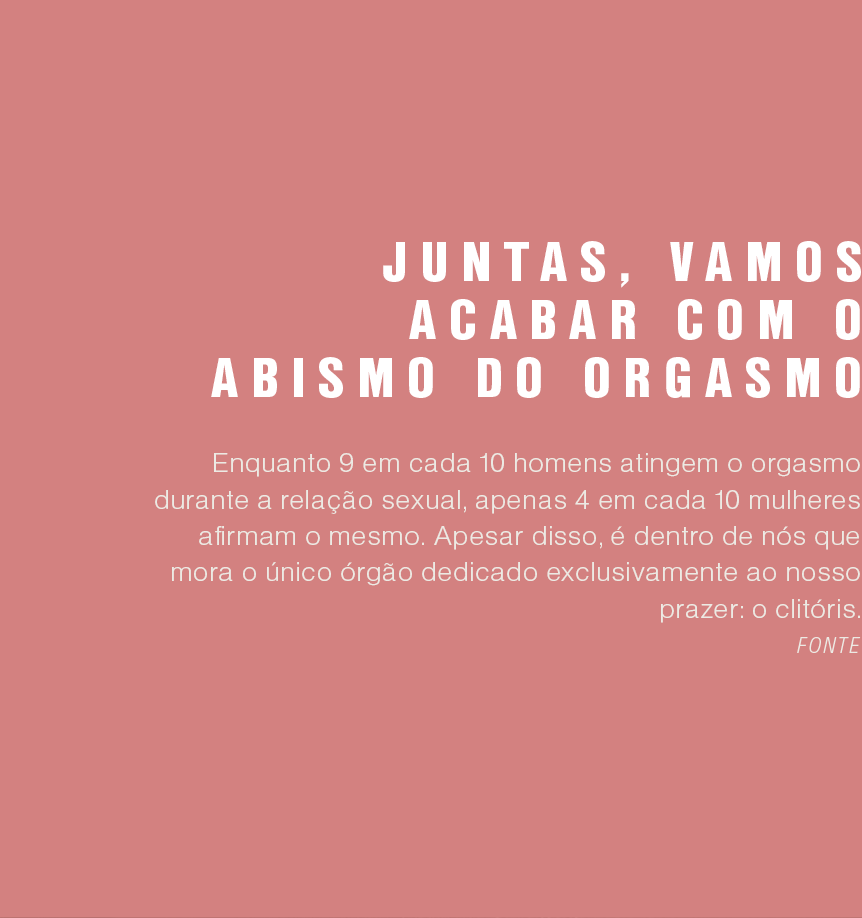 JUNTAS, VAMOS
ACABAR COM O
ABISMO DO ORGASMO
Enquanto 9 em cada 10 homens atingem o orgasmo
durante a relação sexual, apenas 4 em cada 10 mulheres
afirmam o mesmo. Apesar disso, é dentro de nós que
mora o único órgão dedicado exclusivamente ao nosso
prazer: o clitóris.
FONTE